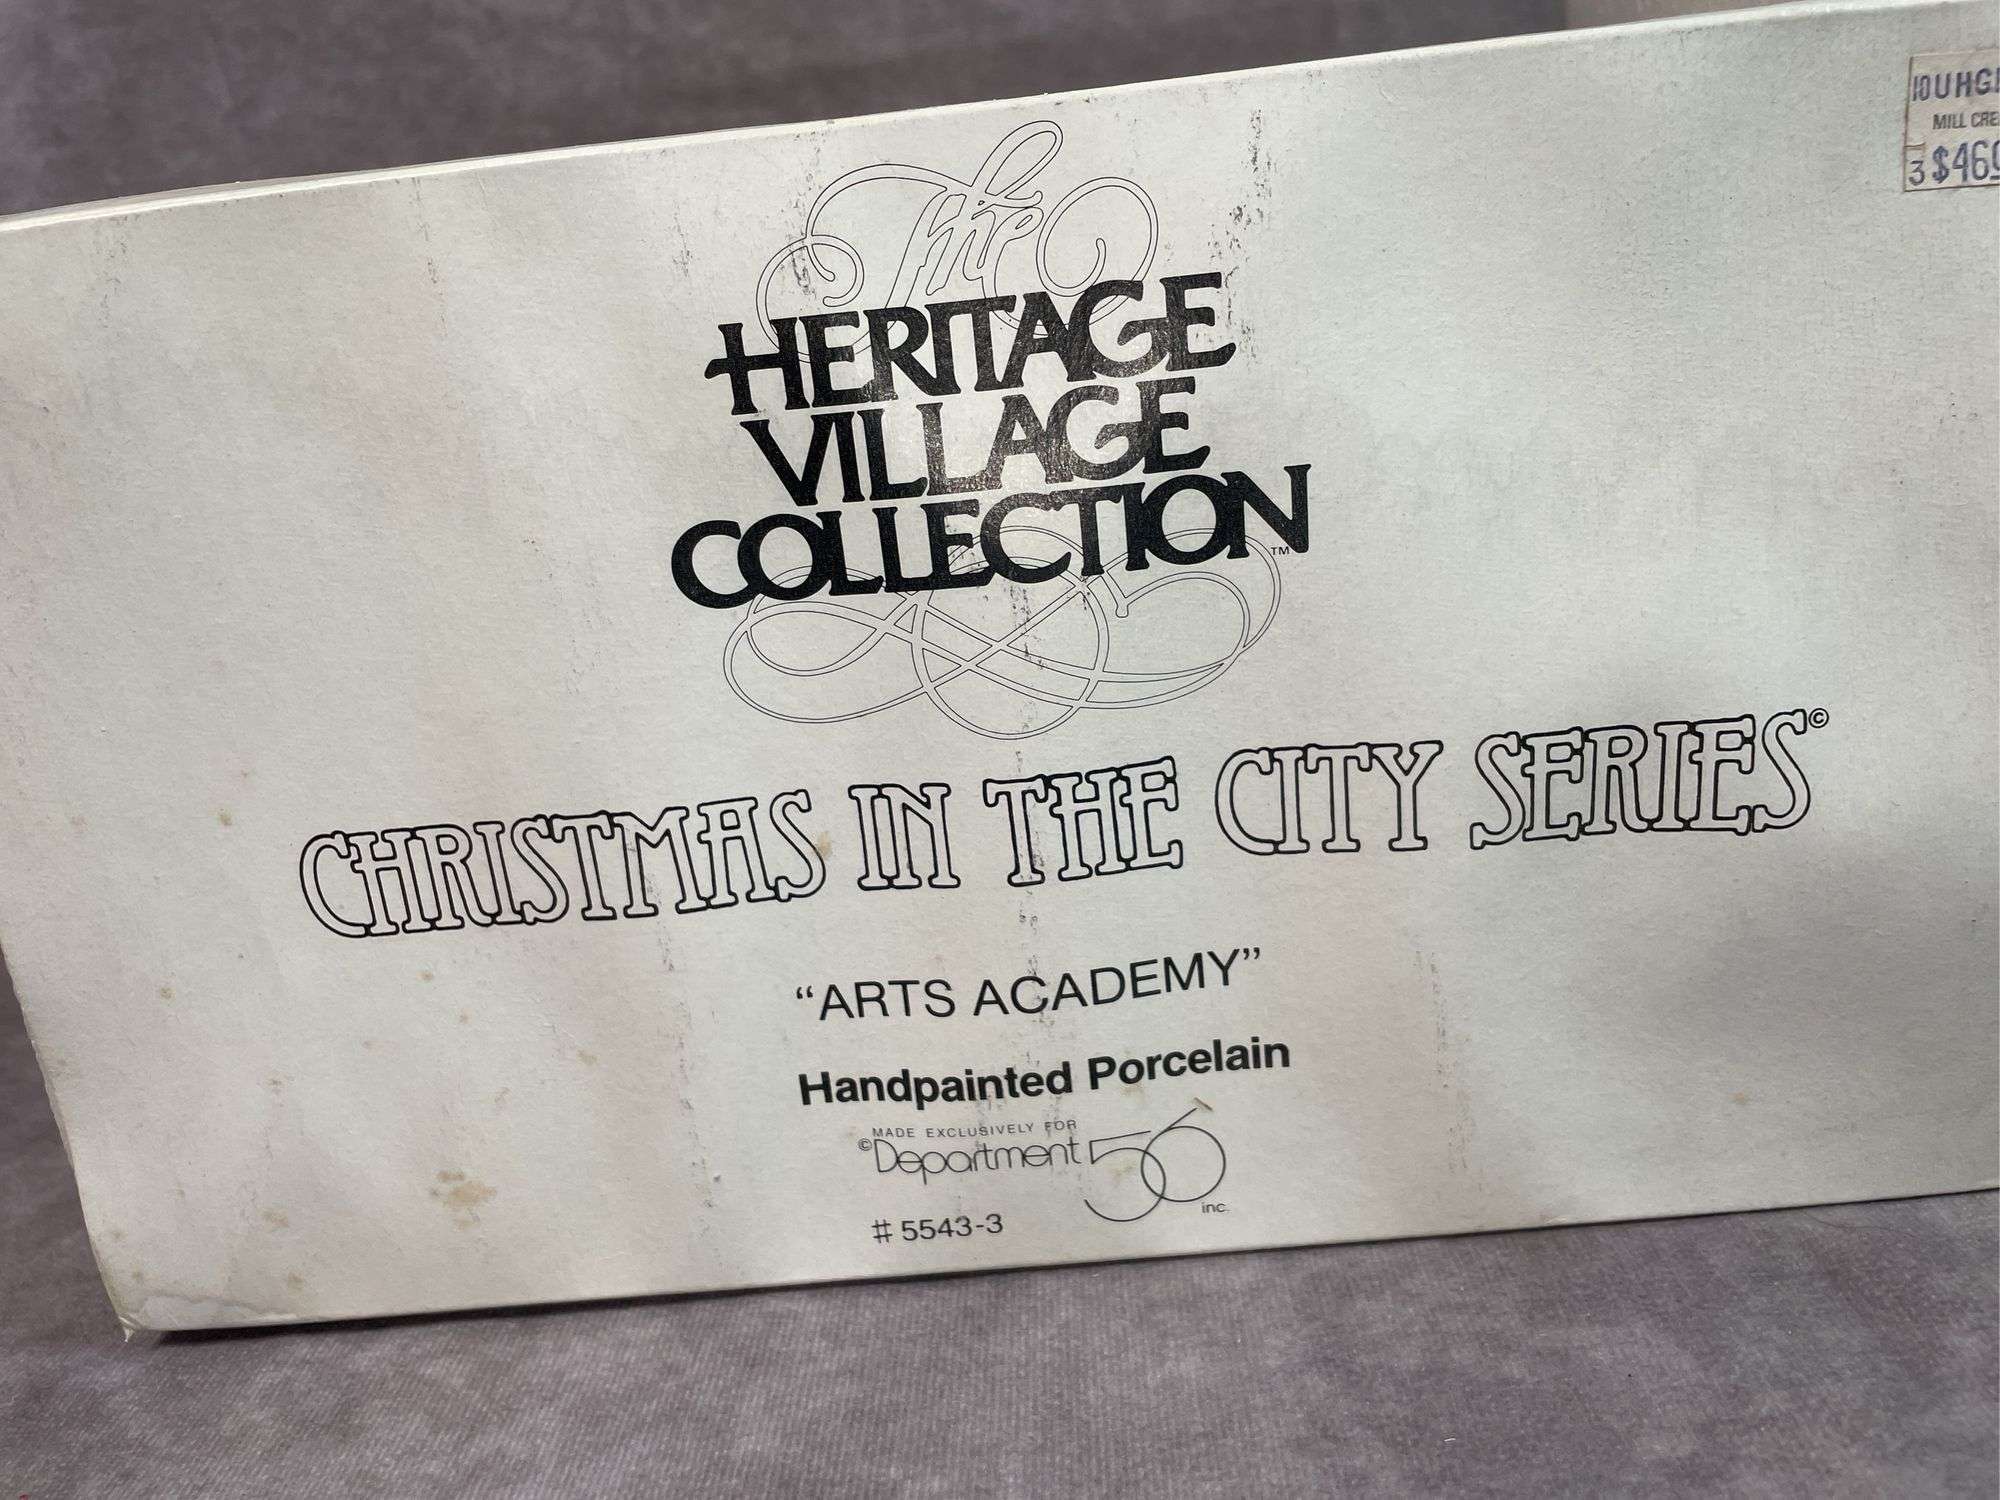 The
HERITAGE
VILLAGE
COLLECTION™
CHRISTMAS IN THE CITY SERIES©
“ARTS ACADEMY”
Handpainted Porcelain
MADE EXCLUSIVELY FOR
©Department 56
inc.
# 5543-3
MILL
3 $46